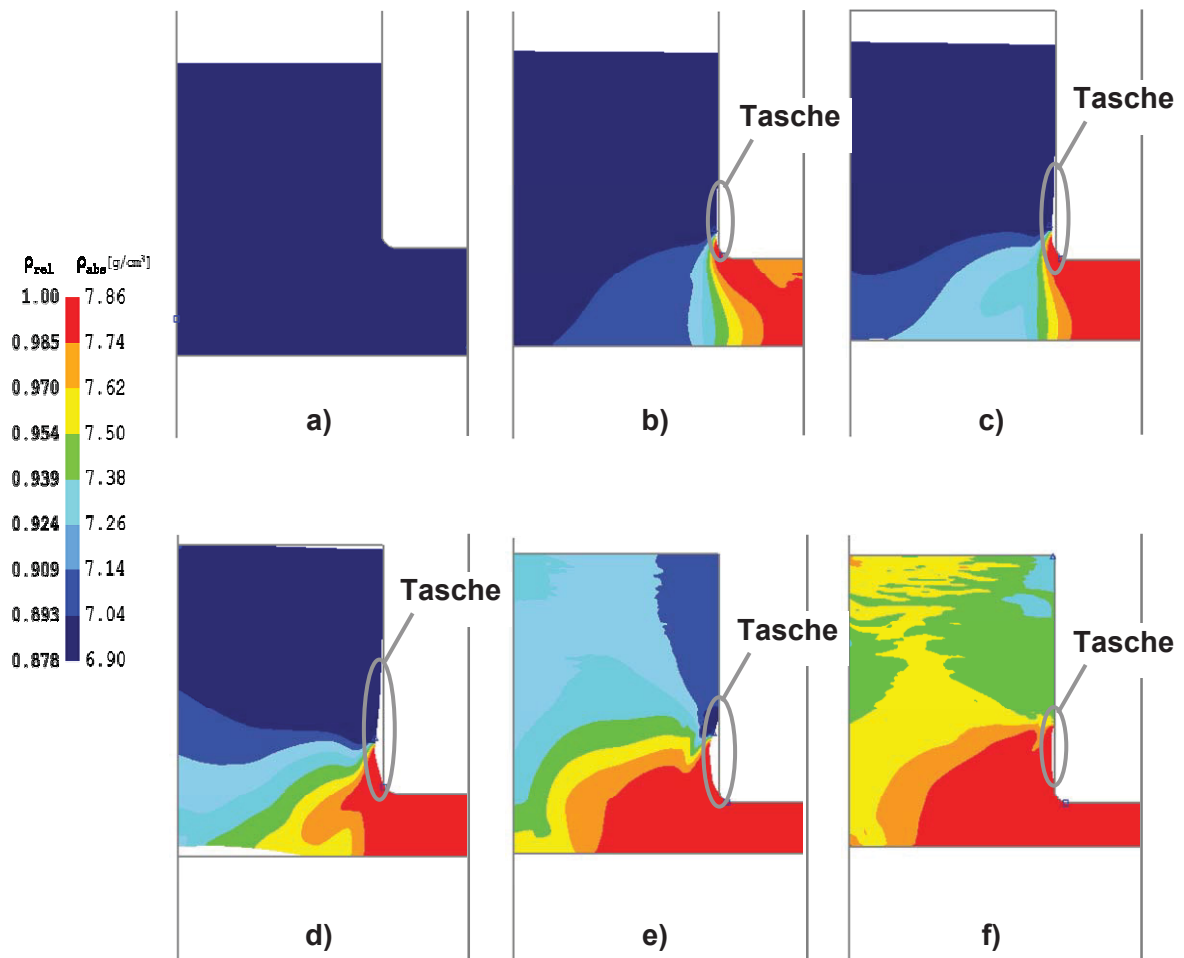 Tasche
Tasche
ρrel ρabs[g/cm³]
1.00 7.86
0.985 7.74
0.970 7.62
0.954 7.50
0.939 7.38
0.924 7.26
0.909 7.14
0.893 7.04
0.878 6.90
a)
b)
c)
Tasche
Tasche
Tasche
d)
e)
f)